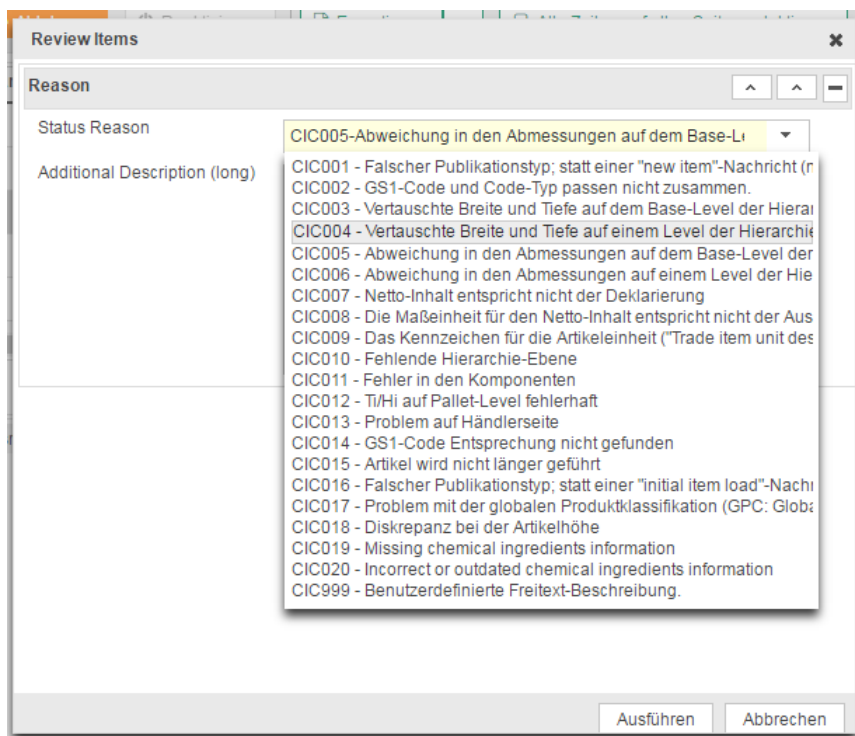 Review Items
Reason
Status Reason
CIC005-Abweichung in den Abmessungen auf dem Base-L
Additional Description (long)
CIC001 - Falscher Publikationstyp; statt einer "new item"-Nachricht (n
CIC002 - GS1-Code und Code-Typ passen nicht zusammen.
CIC003 - Vertauschte Breite und Tiefe auf dem Base-Level der Hierar
CIC004 - Vertauschte Breite und Tiefe auf einem Level der Hierarchie
CIC005 - Abweichung in den Abmessungen auf dem Base-Level der
CIC006 - Abweichung in den Abmessungen auf einem Level der Hie
CIC007 - Netto-Inhalt entspricht nicht der Deklarierung
CIC008 - Die Maßeinheit für den Netto-Inhalt entspricht nicht der Aus
CIC009 - Das Kennzeichen für die Artikeleinheit ("Trade item unit des
CIC010 - Fehlende Hierarchie-Ebene
CIC011 - Fehler in den Komponenten
CIC012 - Ti/Hi auf Pallet-Level fehlerhaft
CIC013 - Problem auf Händlerseite
CIC014 - GS1-Code Entsprechung nicht gefunden
CIC015 - Artikel wird nicht länger geführt
CIC016 - Falscher Publikationstyp; statt einer "initial item load"-Nachr
CIC017 - Problem mit der globalen Produktklassifikation (GPC: Globa
CIC018 - Diskrepanz bei der Artikelhöhe
CIC019 - Missing chemical ingredients information
CIC020 - Incorrect or outdated chemical ingredients information
CIC999 - Benutzerdefinierte Freitext-Beschreibung.
Ausführen Abbrechen